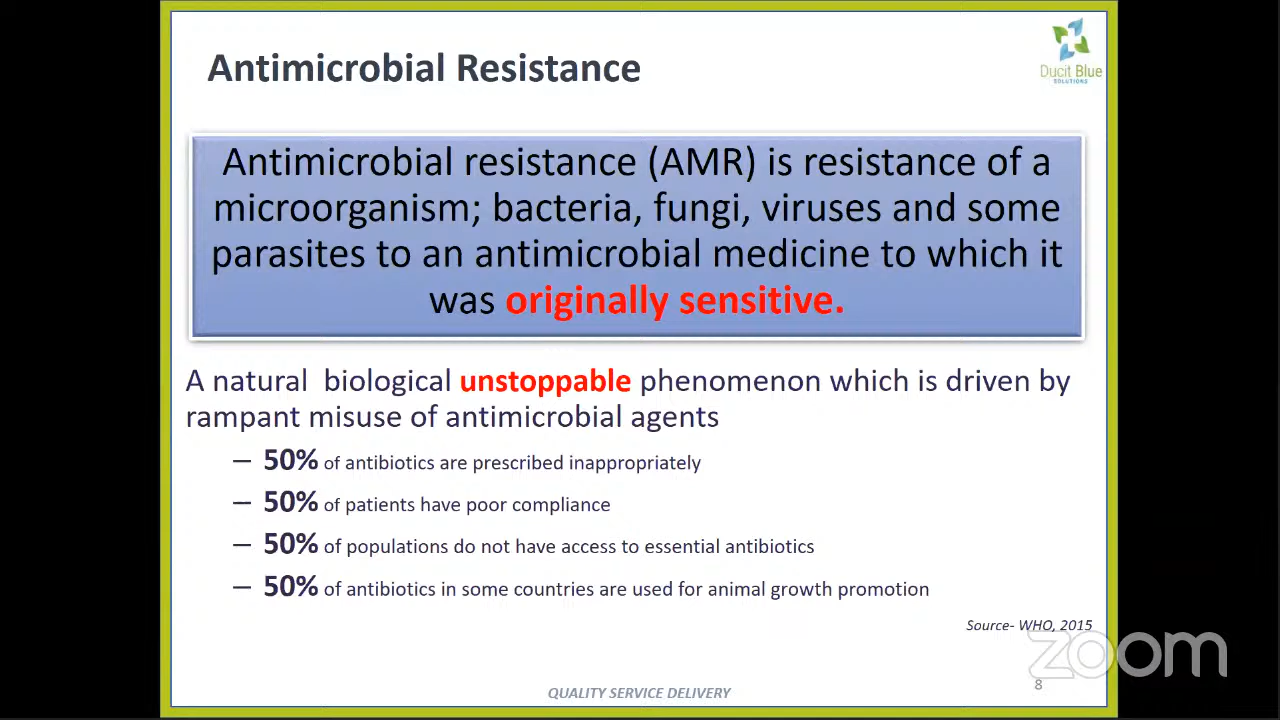 Antimicrobial Resistance
Ducit Blue
SOLUTIONS
Antimicrobial resistance (AMR) is resistance of a
microorganism; bacteria, fungi, viruses and some
parasites to an antimicrobial medicine to which it
was originally sensitive.
A natural biological unstoppable phenomenon which is driven by
rampant misuse of antimicrobial agents
– 50% of antibiotics are prescribed inappropriately
– 50% of patients have poor compliance
– 50% of populations do not have access to essential antibiotics
– 50% of antibiotics in some countries are used for animal growth promotion
Source- WHO, 2015
zoom
8
QUALITY SERVICE DELIVERY